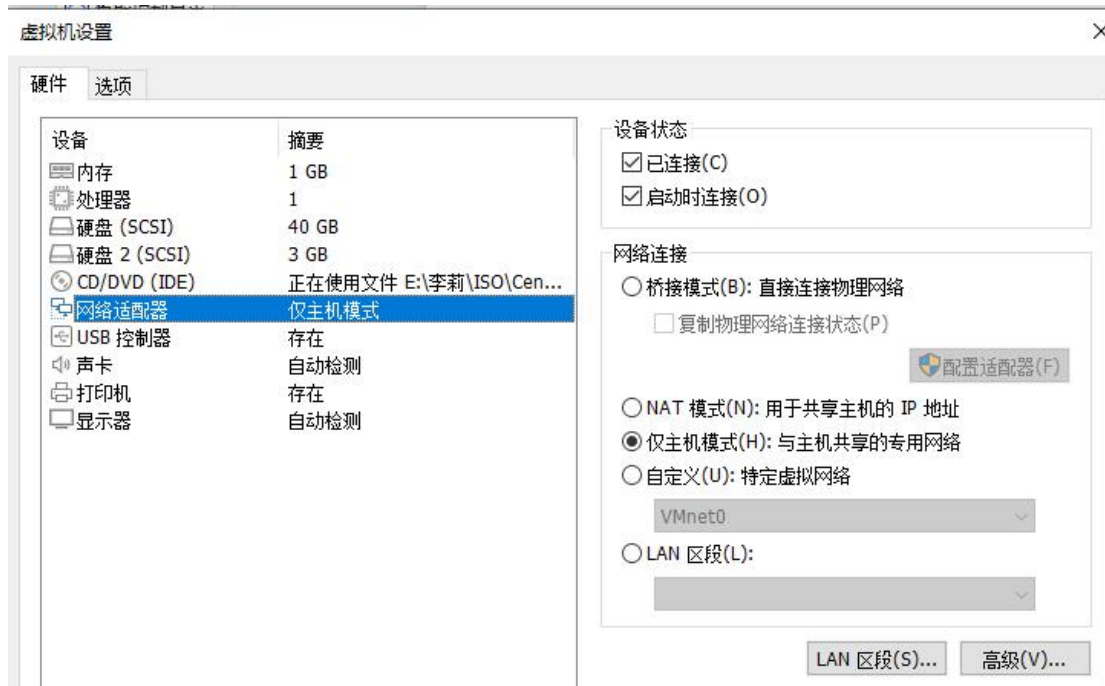 虚拟机设置
硬件 选项
设备 摘要
内存 1 GB
处理器 1
硬盘 (SCSI) 40 GB
硬盘 2 (SCSI) 3 GB
CD/DVD (IDE) 正在使用文件 E:\李莉\ISO\Cen...
网络适配器 仅主机模式
USB 控制器 存在
声卡 自动检测
打印机 存在
显示器 自动检测
设备状态
已连接(C)
启动时连接(O)
网络连接
桥接模式(B): 直接连接物理网络
复制物理网络连接状态(P)
配置适配器(F)
NAT 模式(N): 用于共享主机的 IP 地址
仅主机模式(H): 与主机共享的专用网络
自定义(U): 特定虚拟网络
VMnet0
LAN 区段(L):
LAN 区段(S)... 高级(V)...